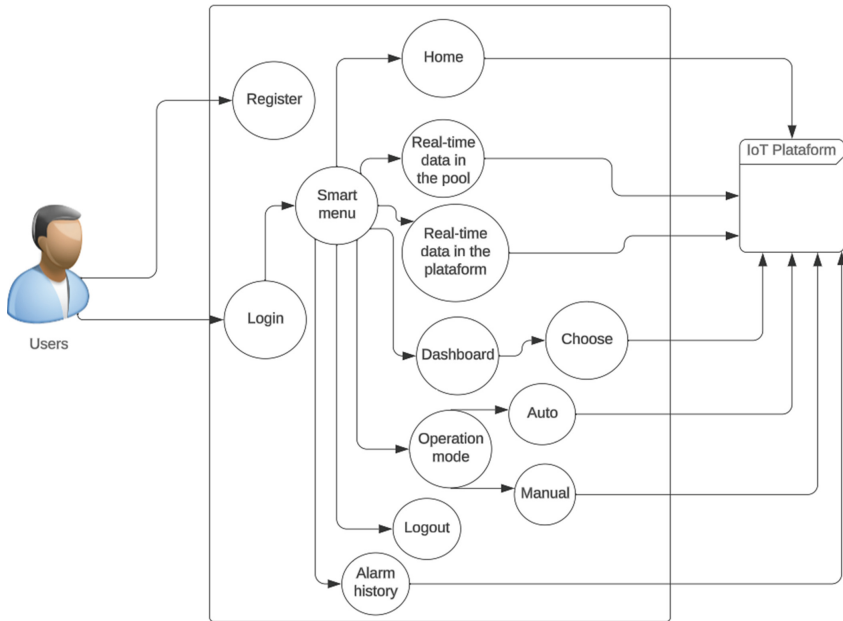 Home
Register
Real-time
data in
the pool
IoT Plataform
Smart
menu
Real-time
data in the
plataform
Login
Users
Dashboard
Choose
Auto
Operation
mode
Manual
Logout
Alarm
history